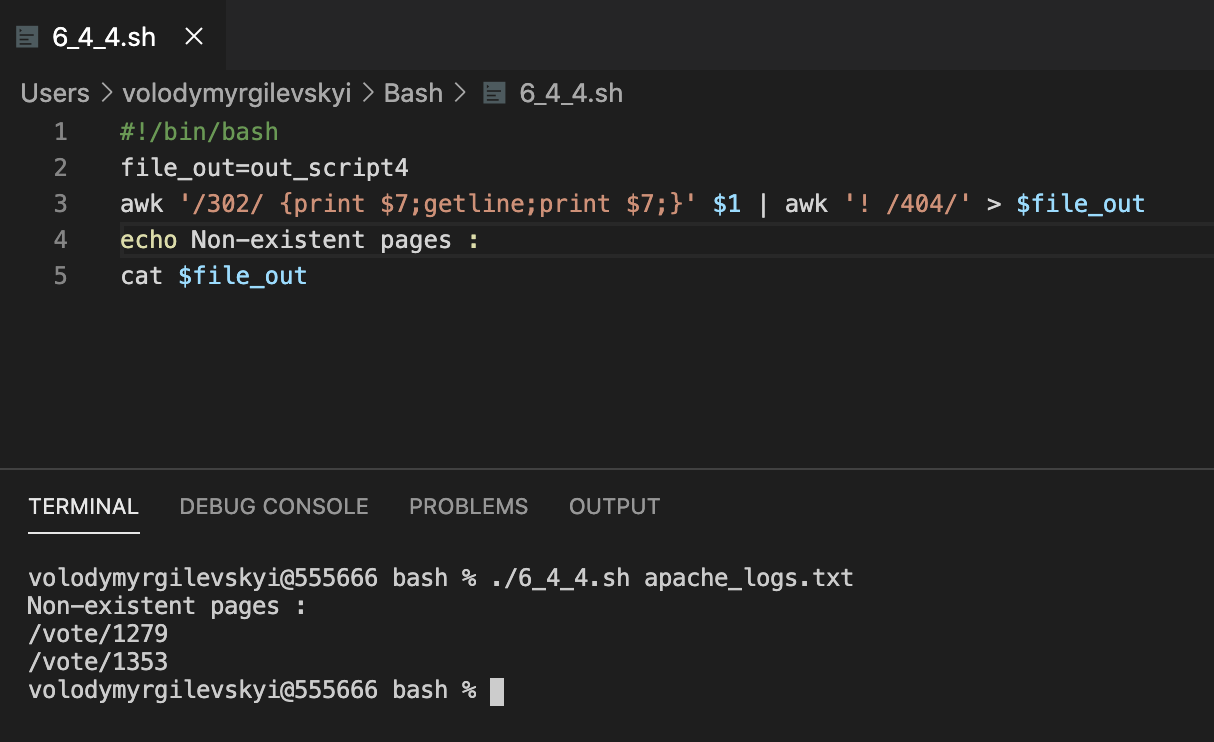 6_4_4.sh ×
Users > volodymyrgilevskyi > Bash > 6_4_4.sh
1 #!/bin/bash
2 file_out=out_script4
3 awk '/302/ {print $7;getline;print $7;}' $1 | awk '! /404/' > $file_out
4 echo Non-existent pages :
5 cat $file_out
TERMINAL DEBUG CONSOLE PROBLEMS OUTPUT
volodymyrgilevskyi@555666 bash % ./6_4_4.sh apache_logs.txt
Non-existent pages :
/vote/1279
/vote/1353
volodymyrgilevskyi@555666 bash %